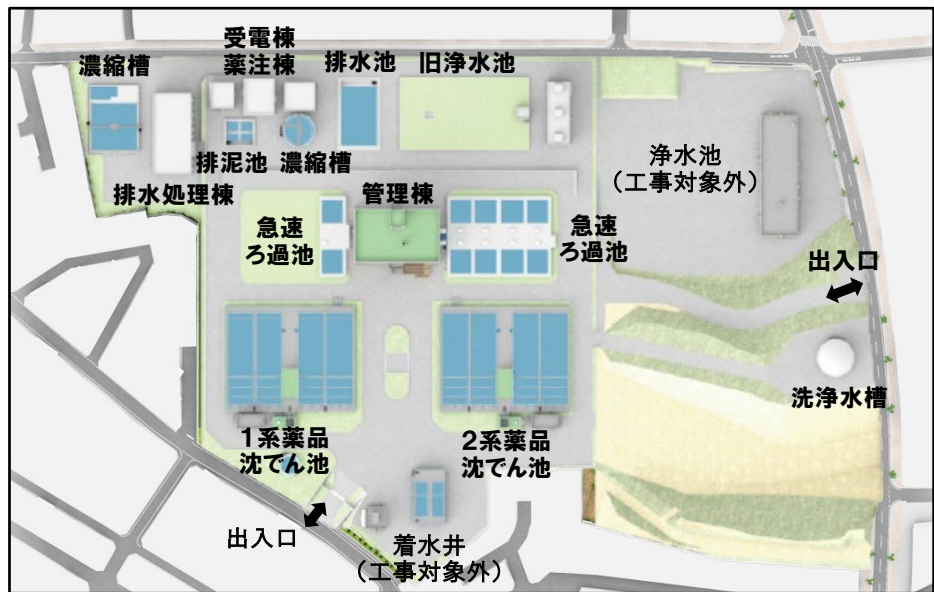 濃縮槽
受電棟
薬注棟
排水池
旧浄水池
排泥池
濃縮槽
排水処理棟
浄水池
（工事対象外）
管理棟
急速
ろ過池
急速
ろ過池
出入口
洗浄水槽
1系薬品
沈でん池
2系薬品
沈でん池
出入口
着水井
（工事対象外）